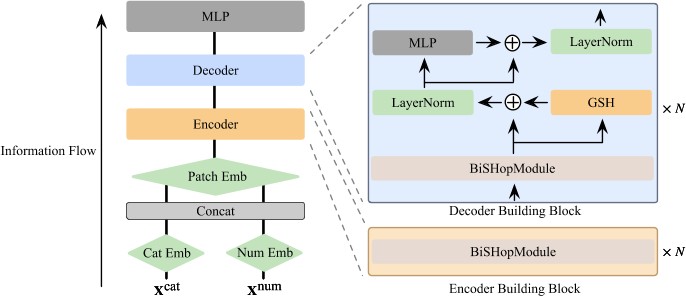 MLP
Decoder
Encoder
Information Flow
Patch Emb
Concat
Cat Emb
Num Emb
X^cat
X^num
MLP
LayerNorm
LayerNorm
GSH
× N
BiSHopModule
Decoder Building Block
BiSHopModule
× N
Encoder Building Block